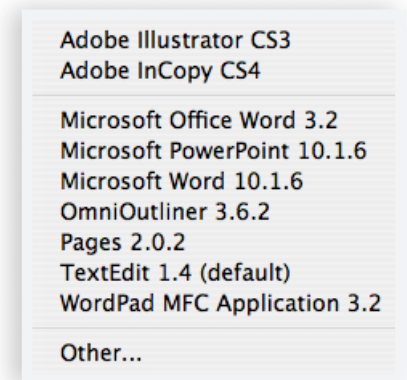 Adobe Illustrator CS3
Adobe InCopy CS4
Microsoft Office Word 3.2
Microsoft PowerPoint 10.1.6
Microsoft Word 10.1.6
OmniOutliner 3.6.2
Pages 2.0.2
TextEdit 1.4 (default)
WordPad MFC Application 3.2
Other...